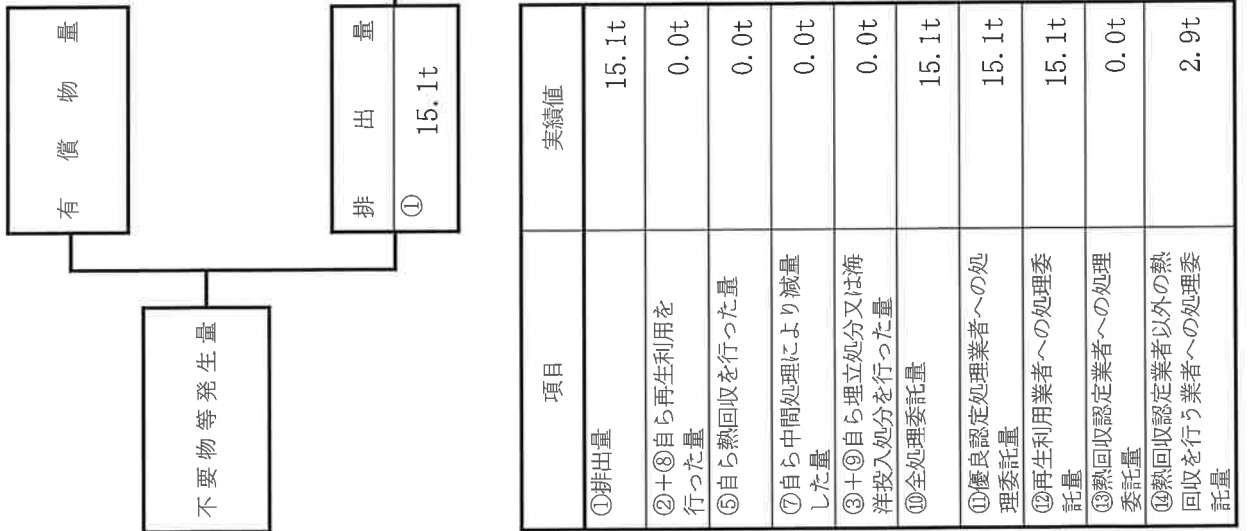 有償物量
不要物等発生量
排出量
① 15.1t
項目 実績値
①排出量 15.1t
②+⑧自ら再生利用を
行った量 0.0t
⑤自ら熱回収を行った量 0.0t
⑦自ら中間処理により減量
した量 0.0t
③+⑨自ら埋立処分又は海
洋投入処分を行った量 0.0t
⑩全処理委託量 15.1t
⑪優良認定処理業者への処
理委託量 15.1t
⑫再生利用業者への処理委
託量 15.1t
⑬熱回収認定業者への処理
委託量 0.0t
⑭熱回収認定業者以外の熱
回収を行う業者への処理委
託量 2.9t